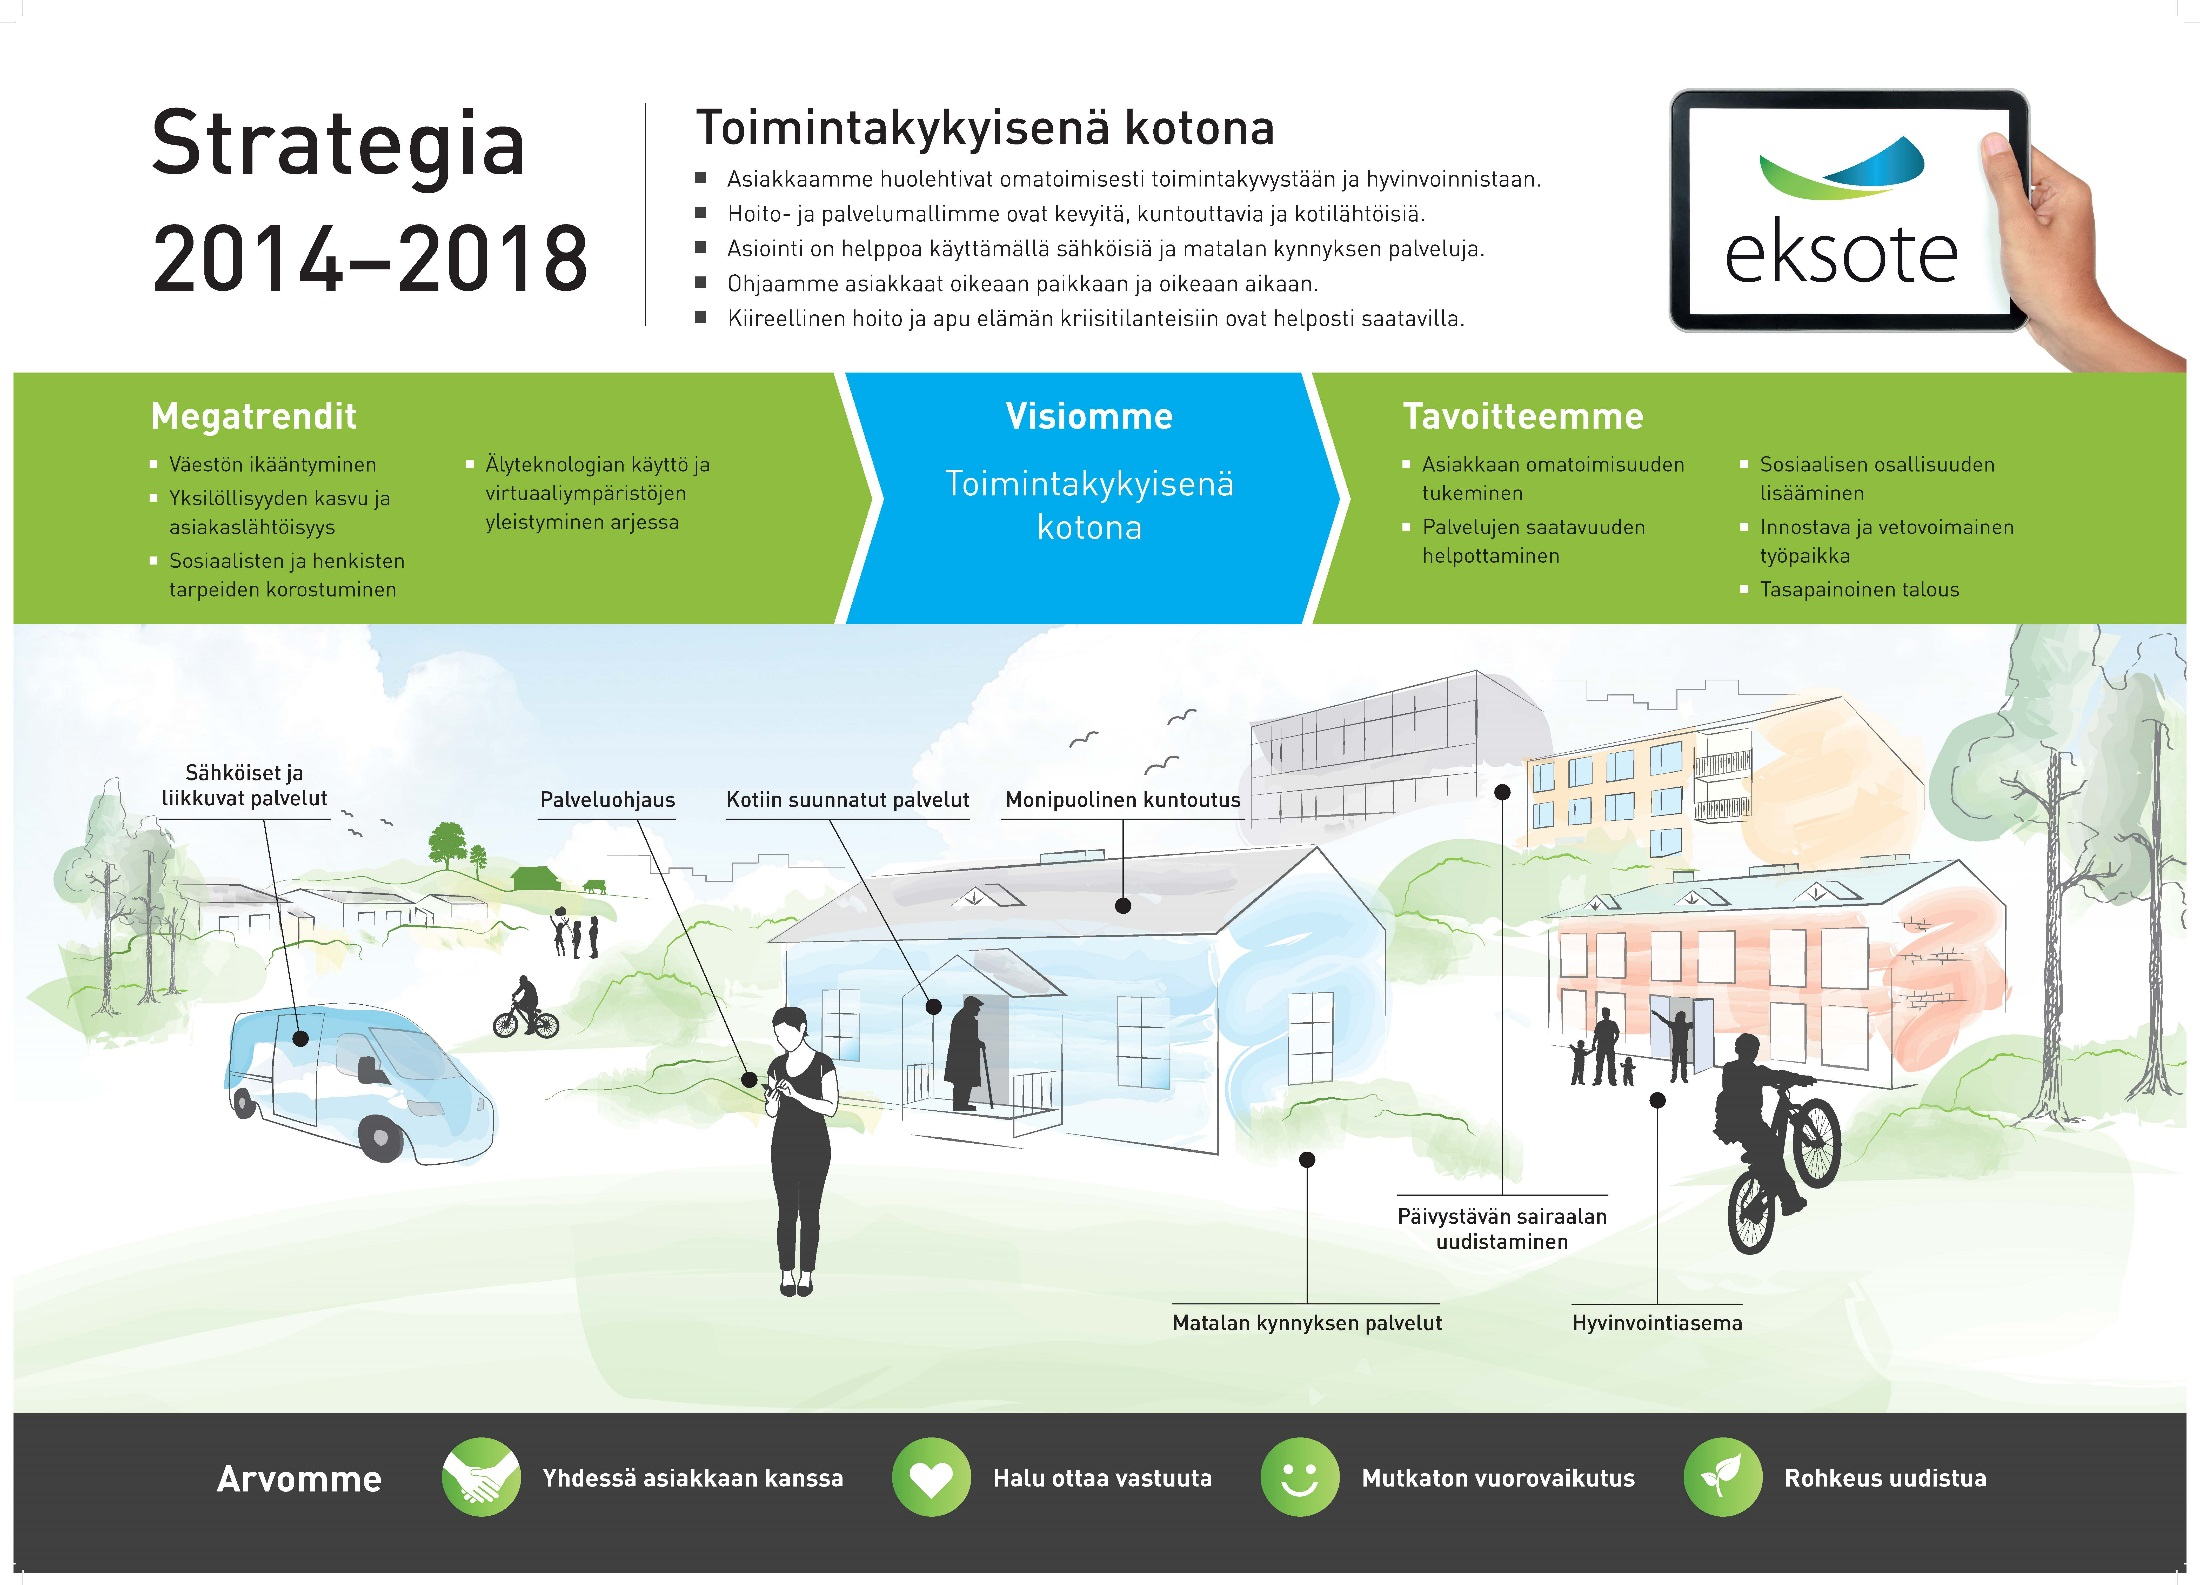 Strategia
2014–2018
Toimintakykyisenä kotona
Asiakkaamme huolehtivat omatoimisesti toimintakyvystään ja hyvinvoinnistaan.
Hoito- ja palvelumallimme ovat kevyitä, kuntouttavia ja kotilähtöisiä.
Asiointi on helppoa käyttämällä sähköisiä ja matalan kynnyksen palveluja.
Ohjaamme asiakkaat oikeaan paikkaan ja oikeaan aikaan.
Kiireellinen hoito ja apu elämän kriisitilanteisiin ovat helposti saatavilla.
eksote
Megatrendit
Väestön ikääntyminen
Yksilöllisyyden kasvu ja
asiakaslähtöisyys
Sosiaalisten ja henkisten
tarpeiden korostuminen
Älyteknologian käyttö ja
virtuaaliympäristöjen
yleistyminen arjessa
Visiomme
Toimintakykyisenä
kotona
Tavoitteemme
Asiakkaan omatoimisuuden
tukeminen
Palvelujen saatavuuden
helpottaminen
Sosiaalisen osallisuuden
lisääminen
Innostava ja vetovoimainen
työpaikka
Tasapainoinen talous
Sähköiset ja
liikkuvat palvelut
Palveluohjaus
Kotiin suunnatut palvelut
Monipuolinen kuntoutus
Päivystävän sairaalan
uudistaminen
Matalan kynnyksen palvelut
Hyvinvointiasema
Arvomme
Yhdessä asiakkaan kanssa
Halu ottaa vastuuta
Mutkaton vuorovaikutus
Rohkeus uudistua